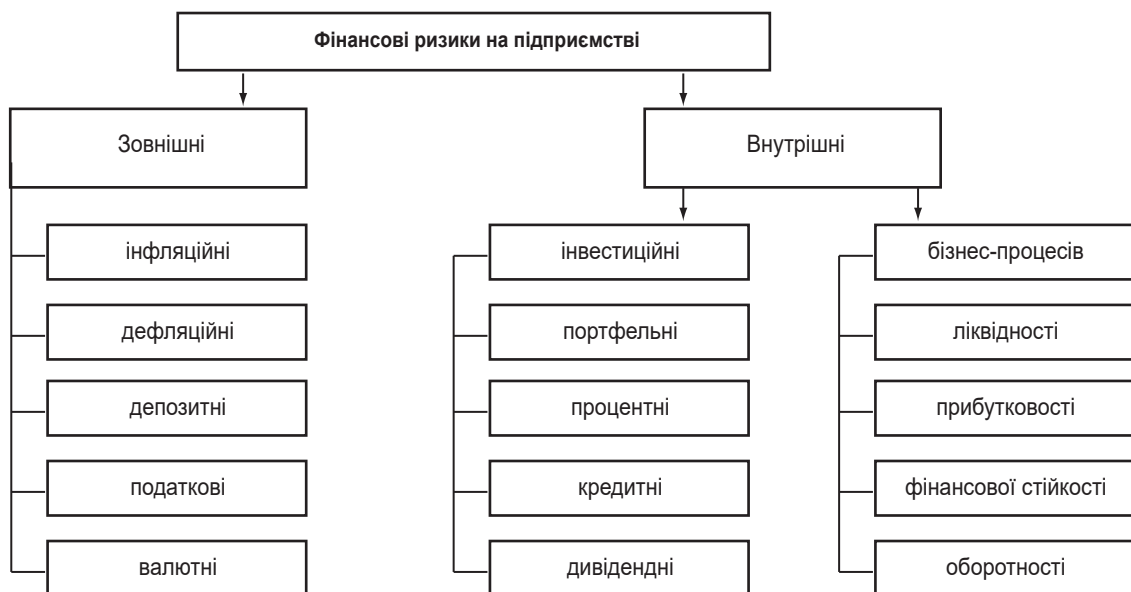 Фінансові ризики на підприємстві
Зовнішні
Внутрішні
інфляційні
дефляційні
депозитні
податкові
валютні
інвестиційні
портфельні
процентні
кредитні
дивідендні
бізнес-процесів
ліквідності
прибутковості
фінансової стійкості
оборотності